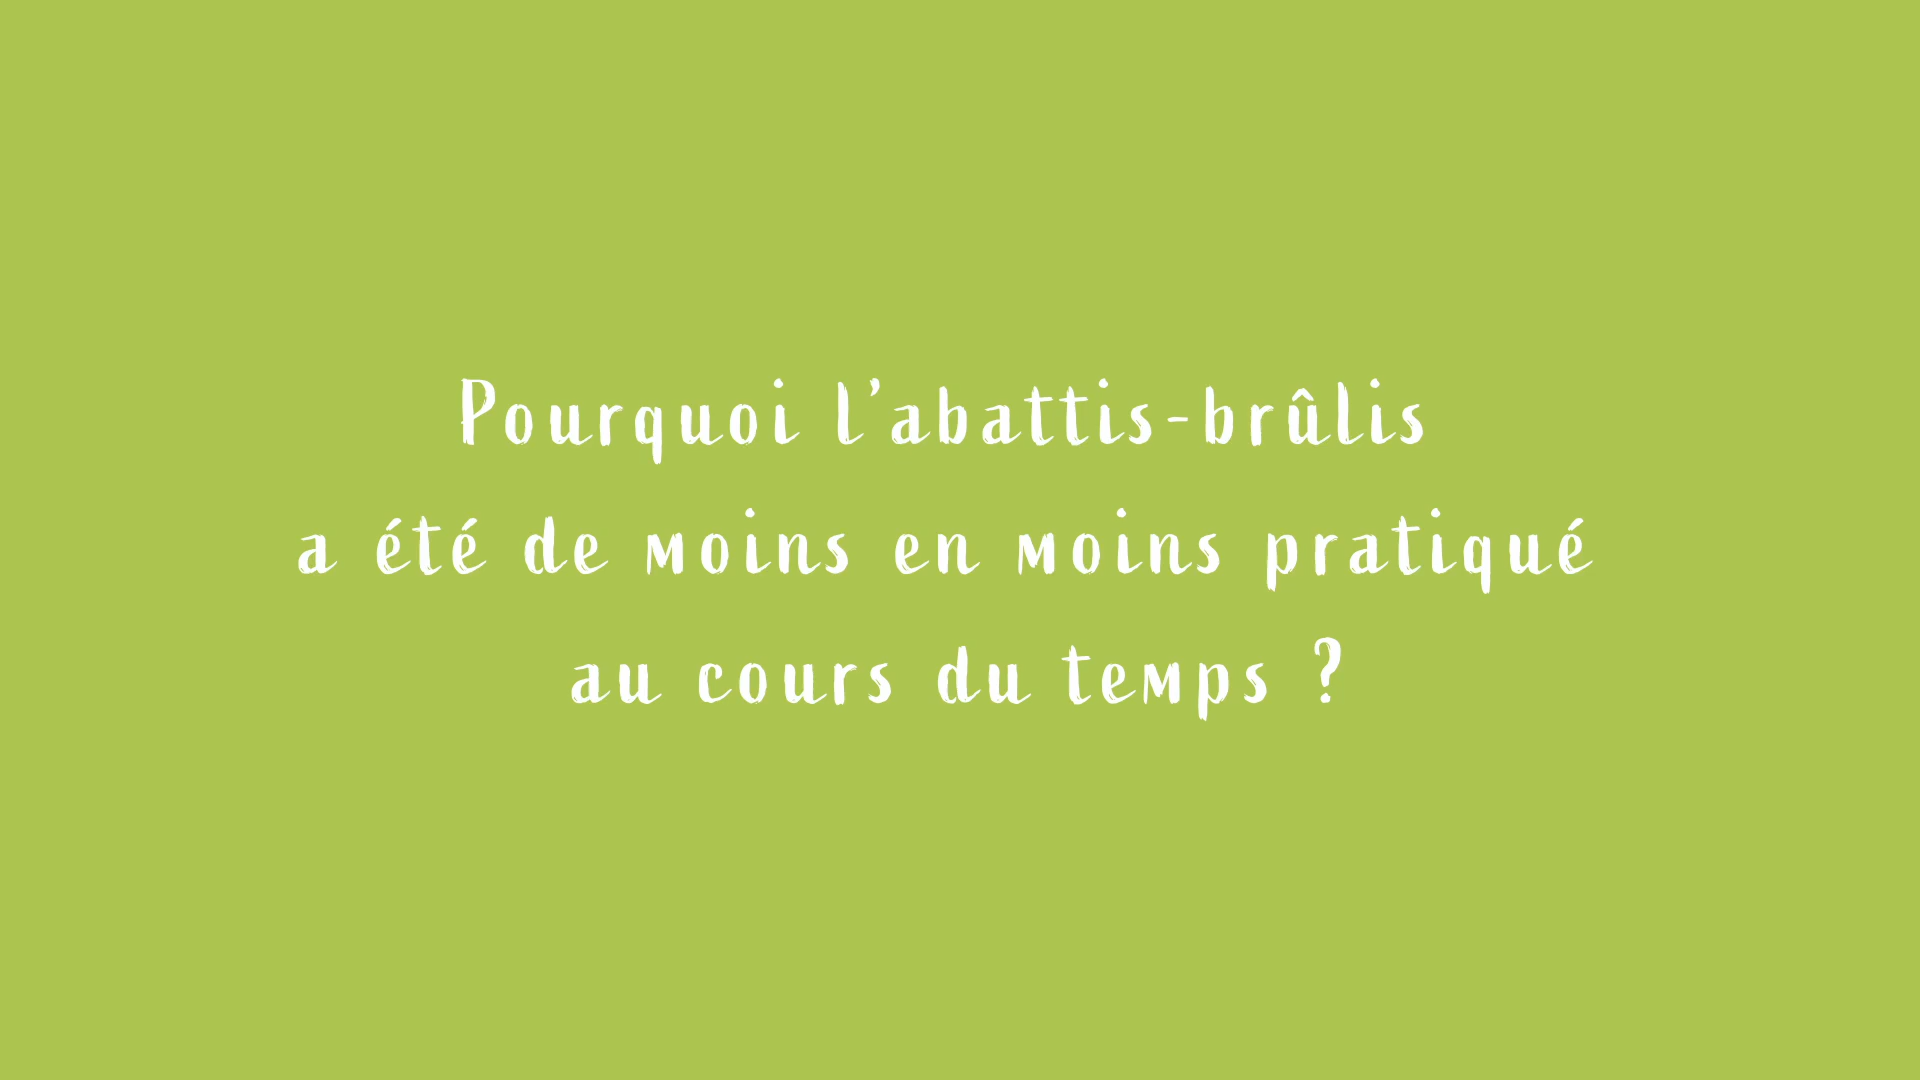 Pourquoi l’abattis-brûlis
a été de moins en moins pratiqué
au cours du temps ?